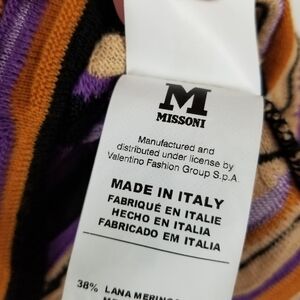 M
MISSONI
Manufactured and
distributed under license by
Valentino Fashion Group S.p.A.
MADE IN ITALY
FABRIQUÉ EN ITALIE
HECHO EN ITALIA
FABRICADO EM ITALIA
38% LANA MERINO